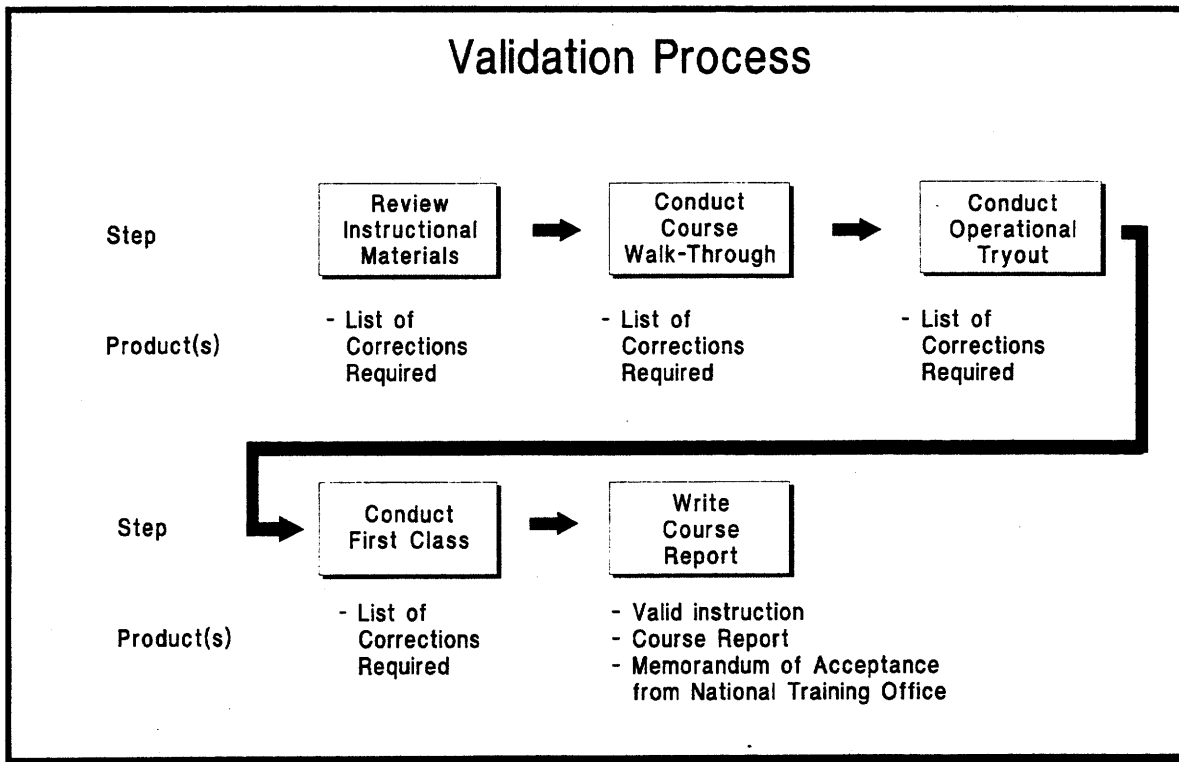 Validation Process
Step
Review
Instructional
Materials
Conduct
Course
Walk-Through
Conduct
Operational
Tryout
Product(s)
- List of
Corrections
Required
- List of
Corrections
Required
- List of
Corrections
Required
Step
Conduct
First Class
Write
Course
Report
Product(s)
- List of
Corrections
Required
- Valid instruction
- Course Report
- Memorandum of Acceptance
from National Training Office